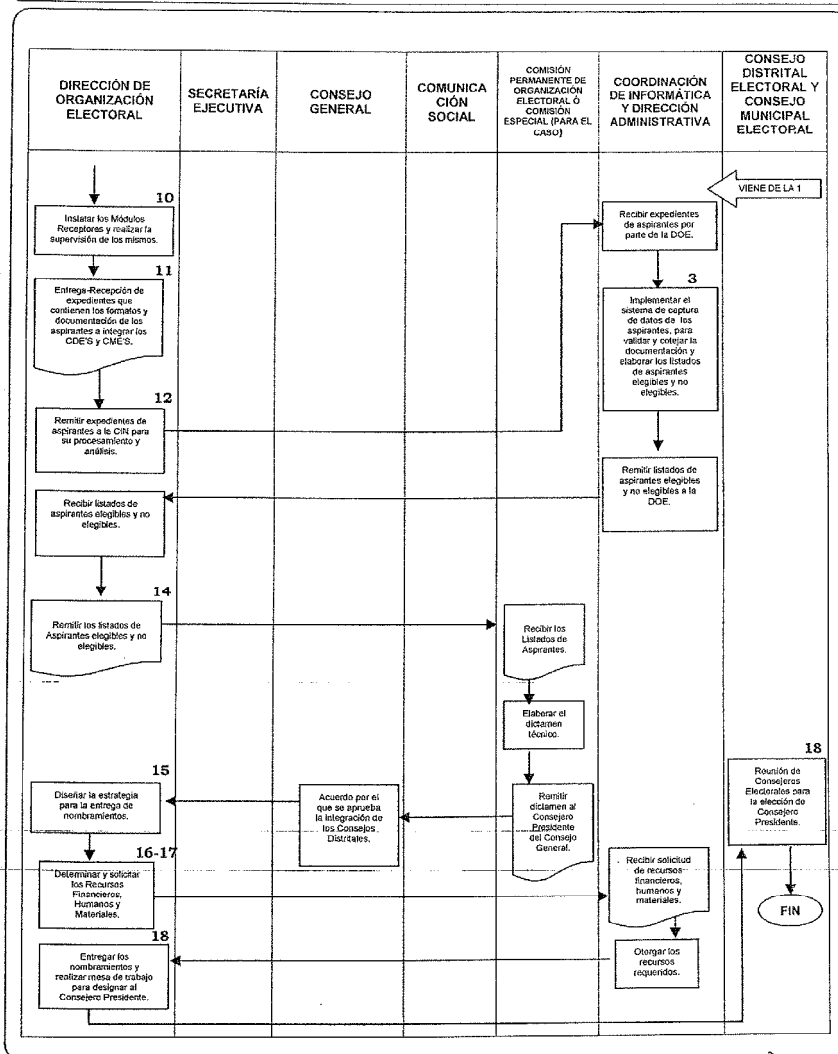 DIRECCIÓN DE
ORGANIZACIÓN
ELECTORAL
SECRETARÍA
EJECUTIVA
CONSEJO
GENERAL
COMUNICA
CIÓN
SOCIAL
COMISIÓN
PERMANENTE DE
ORGANIZACIÓN
ELECTORAL Ó
COMISIÓN
ESPECIAL (PARA EL
CASO)
COORDINACIÓN
DE INFORMÁTICA
Y DIRECCIÓN
ADMINISTRATIVA
CONSEJO
DISTRITAL
ELECTORAL Y
CONSEJO
MUNICIPAL
ELECTORAL
VIENE DE LA 1
10
Instalar los Módulos
Receptores y realizar la
supervisión de los mismos.
Recibir expedientes
de aspirantes por
parte de la DOE.
11
Entrega-Recepción de
expedientes que
contienen los formatos y
documentación de los
aspirantes a integrar los
CDE'S y CME'S.
3
Implementar el
sistema de captura
de datos de los
aspirantes, para
validar y cotejar la
documentación y
elaborar los listados
de aspirantes
elegibles y no
elegibles.
12
Remitir expedientes de
aspirantes a la CIN para
su procesamiento y
análisis.
Remitir listados de
aspirantes elegibles
y no elegibles a la
DOE.
Recibir listados de
aspirantes elegibles y no
elegibles.
14
Remitir los listados de
Aspirantes elegibles y no
elegibles.
Recibir los
Listados de
Aspirantes.
Elaborar el
dictamen
técnico.
15
Diseñar la estrategia
para la entrega de
nombramientos.
Acuerdo por el
que se aprueba
la integración de
los Consejos
Distritales.
Remitir
dictamen al
Consejero
Presidente
del Consejo
General.
18
Reunión de
Consejeros
Electorales para
la elección de
Consejero
Presidente.
16-17
Determinar y solicitar
los Recursos
Financieros,
Humanos y
Materiales.
Recibir solicitud
de recursos
financieros,
humanos y
materiales.
FIN
18
Entregar los
nombramientos y
realizar mesa de trabajo
para designar al
Consejero Presidente.
Otorgar los
recursos
requeridos.